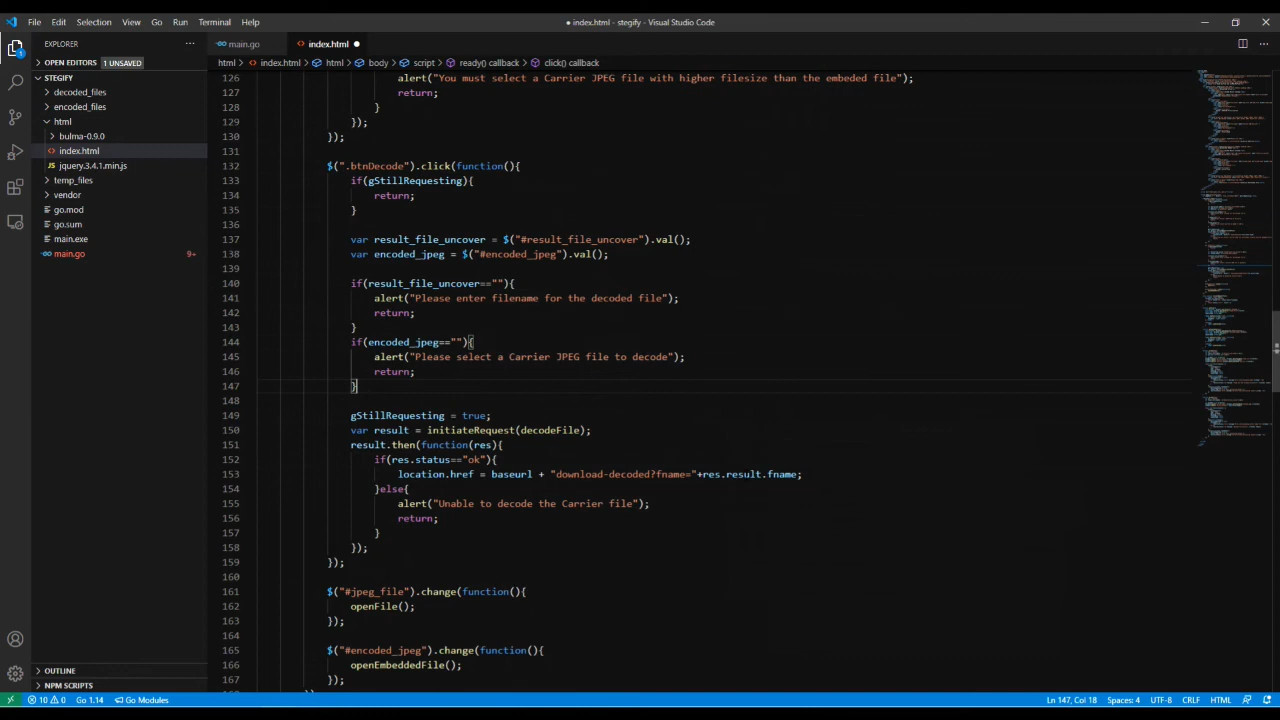 File Edit Selection View Go Run Terminal Help
● index.html - stegify - Visual Studio Code
EXPLORER
OPEN EDITORS 1 UNSAVED
STEGIFY
decoded_files
encoded_files
html
bulma-0.9.0
index.html
JS jquery.3.4.1.min.js
temp_files
vendor
go.mod
go.sum
main.exe
main.go 9+
OUTLINE
NPM SCRIPTS
main.go index.html
html > index.html > html > body > script > ready() callback > click() callback
126 alert("You must select a Carrier JPEG file with higher filesize than the embeded file");
127 return;
128 }
129 });
130 });
131
132 $(".btnDecode").click(function(){
133 if(gStillRequesting){
134 return;
135 }
136
137 var result_file_uncover = $("#result_file_uncover").val();
138 var encoded_jpeg = $("#encoded_jpeg").val();
139
140 if(result_file_uncover==""){
141 alert("Please enter filename for the decoded file");
142 return;
143 }
144 if(encoded_jpeg==""){
145 alert("Please select a Carrier JPEG file to decode");
146 return;
147 }
148
149 gStillRequesting = true;
150 var result = initiateRequest(decodeFile);
151 result.then(function(res){
152 if(res.status=="ok"){
153 location.href = baseurl + "download-decoded?fname="+res.result.fname;
154 }else{
155 alert("Unable to decode the Carrier file");
156 return;
157 }
158 });
159 });
160
161 $("#jpeg_file").change(function(){
162 openFile();
163 });
164
165 $("#encoded_jpeg").change(function(){
166 openEmbeddedFile();
167 });
10 0 Go 1.14 Go Modules
Ln 147, Col 18 Spaces: 4 UTF-8 CRLF HTML